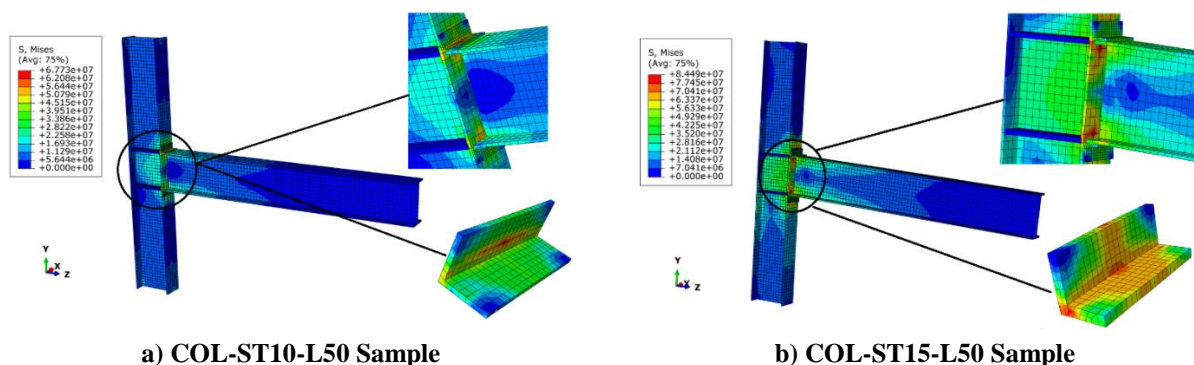 S, Mises
(Avg: 75%)
+6.773e+07
+6.208e+07
+5.644e+07
+5.079e+07
+4.515e+07
+3.951e+07
+3.386e+07
+2.822e+07
+2.258e+07
+1.693e+07
+1.129e+07
+5.644e+06
+0.000e+00
Y
X
Z
a) COL-ST10-L50 Sample
S, Mises
(Avg: 75%)
+8.449e+07
+7.745e+07
+7.041e+07
+6.337e+07
+5.633e+07
+4.929e+07
+4.225e+07
+3.520e+07
+2.816e+07
+2.112e+07
+1.408e+07
+7.041e+06
+0.000e+00
Y
X
Z
b) COL-ST15-L50 Sample